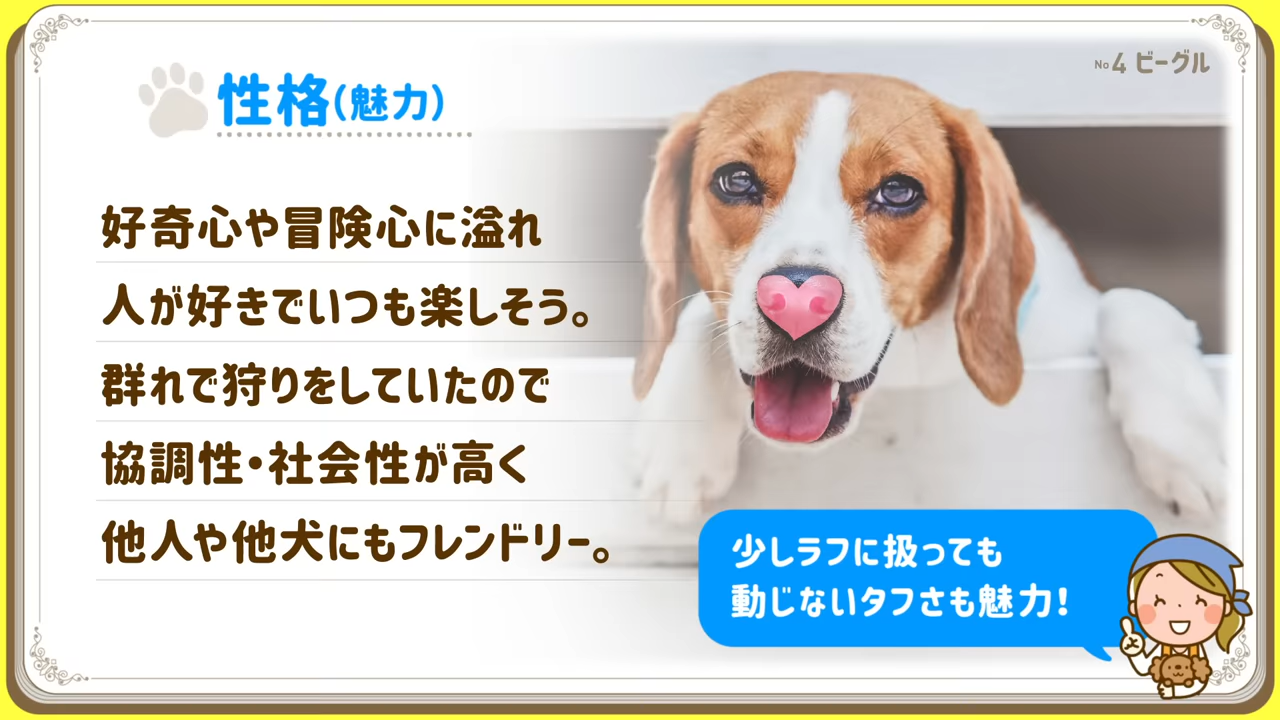 No4 ビーグル
性格(魅力)
好奇心や冒険心に溢れ
人が好きでいつも楽しそう。
群れで狩りをしていたので
協調性・社会性が高く
他人や他犬にもフレンドリー。
少しラフに扱っても
動じないタフさも魅力!